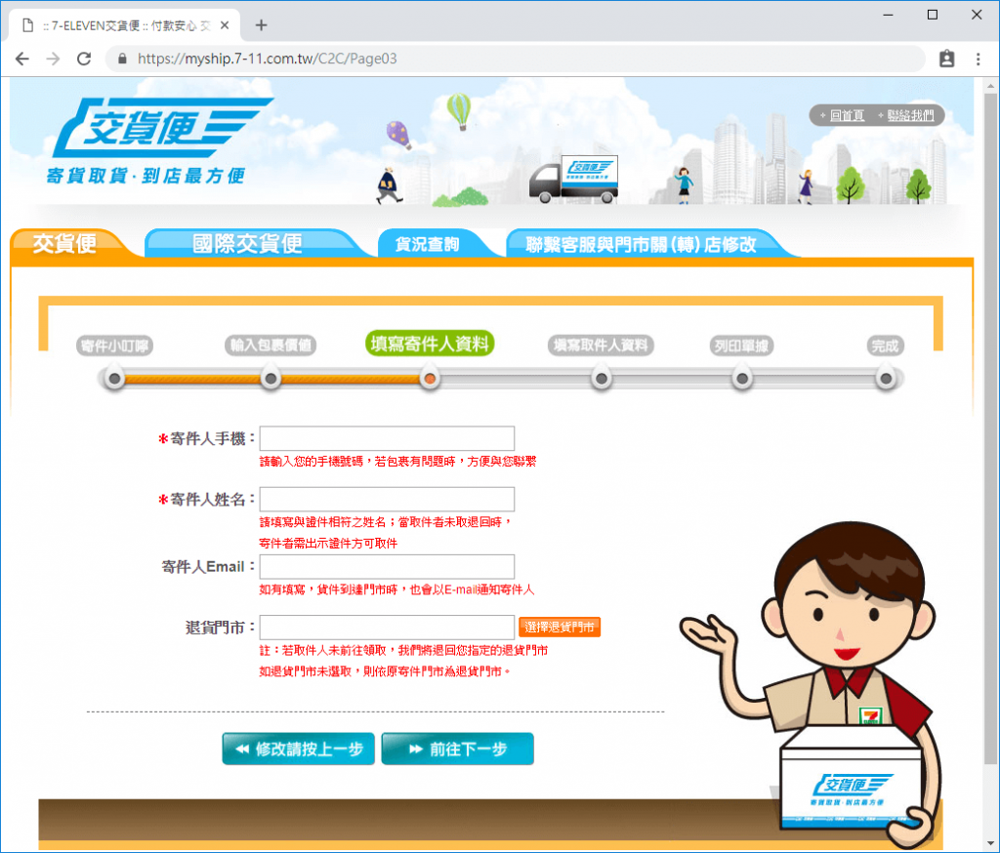 :: 7-ELEVEN交貨便 :: 付款安心 交
https://myship.7-11.com.tw/C2C/Page03
交貨便
寄貨取貨·到店最方便
回首頁
聯絡我們
交貨便
交貨便
國際交貨便
貨況查詢
聯繫客服與門市關(轉)店修改
寄件小叮嚀
輸入包裹價值
填寫寄件人資料
填寫取件人資料
列印單據
完成
*寄件人手機：
請輸入您的手機號碼，若包裹有問題時，方便與您聯繫
*寄件人姓名：
請填寫與證件相符之姓名；當取件者未取退回時，
寄件者需出示證件方可取件
寄件人Email：
如有填寫，貨件到達門市時，也會以E-mail通知寄件人
退貨門市：
選擇退貨門市
註：若取件人未前往領取，我們將退回您指定的退貨門市
如退貨門市未選取，則依原寄件門市為退貨門市。
修改請按上一步
前往下一步
交貨便
寄貨取貨·到店最方便